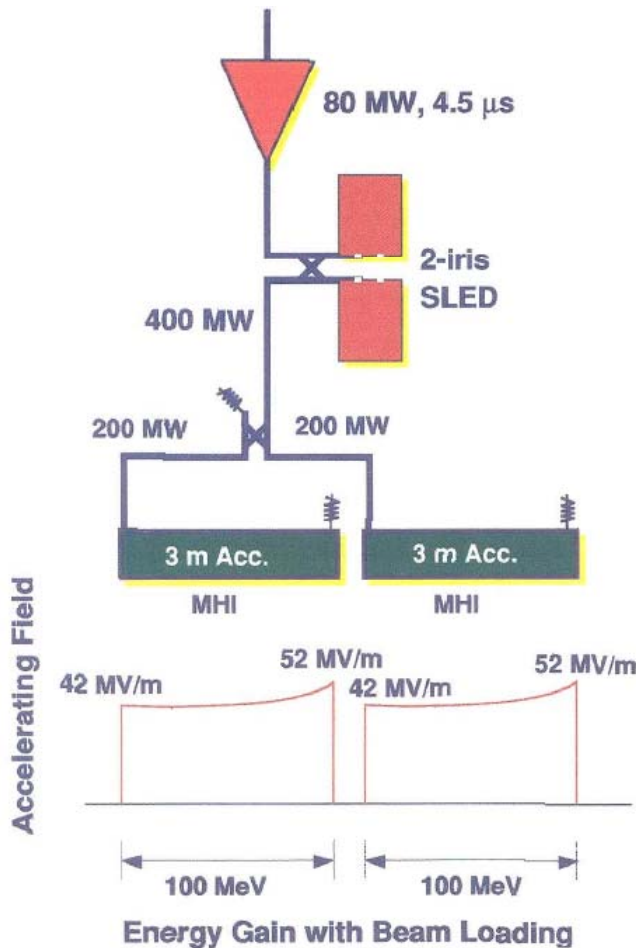 80 MW, 4.5 μs
2-iris
SLED
400 MW
200 MW
200 MW
3 m Acc.
3 m Acc.
MHI
MHI
Accelerating Field
42 MV/m
52 MV/m
42 MV/m
52 MV/m
100 MeV
100 MeV
Energy Gain with Beam Loading